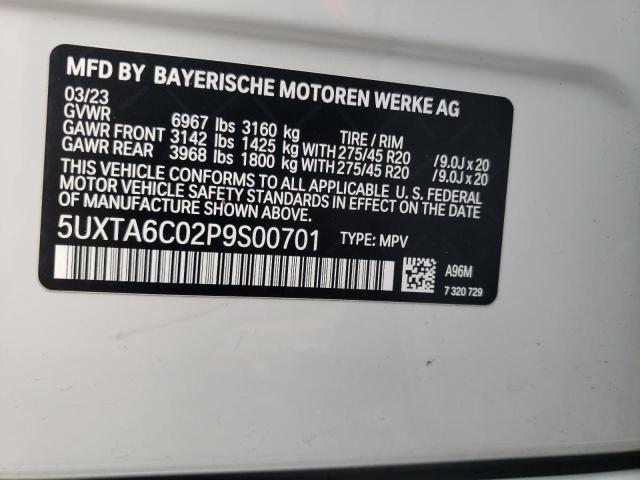 MFD BY BAYERISCHE MOTOREN WERKE AG
03/23
GVWR 6967 lbs 3160 kg TIRE / RIM
GAWR FRONT 3142 lbs 1425 kg WITH 275/45 R20 /9.0J x 20
GAWR REAR 3968 lbs 1800 kg WITH 275/45 R20 /9.0J x 20
THIS VEHICLE CONFORMS TO ALL APPLICABLE U. S. FEDERAL
MOTOR VEHICLE SAFETY STANDARDS IN EFFECT ON THE DATE
OF MANUFACTURE SHOWN ABOVE.
5UXTA6C02P9S00701 TYPE: MPV
A96M
7 320 729